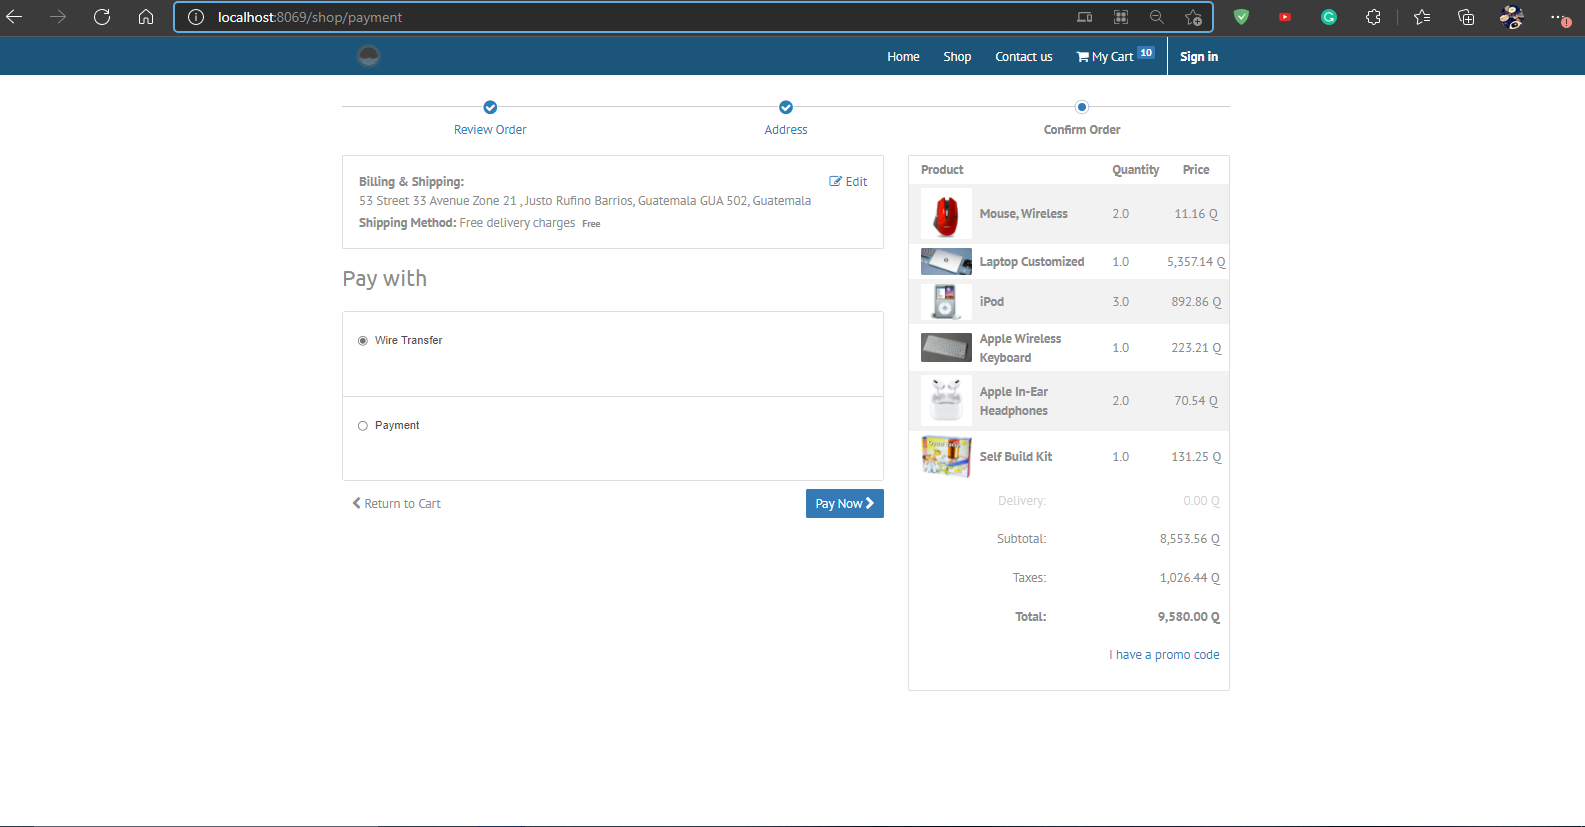 localhost:8069/shop/payment
Home Shop Contact us My Cart 10 Sign in
Review Order Address Confirm Order
Billing & Shipping: Edit
53 Street 33 Avenue Zone 21 , Justo Rufino Barrios, Guatemala GUA 502, Guatemala
Shipping Method: Free delivery charges Free
Pay with
Wire Transfer
Payment
Return to Cart Pay Now
Product Quantity Price
Mouse, Wireless 2.0 11.16 Q
Laptop Customized 1.0 5,357.14 Q
iPod 3.0 892.86 Q
Apple Wireless
Keyboard 1.0 223.21 Q
Apple In-Ear
Headphones 2.0 70.54 Q
Self Build Kit 1.0 131.25 Q
Delivery: 0.00 Q
Subtotal: 8,553.56 Q
Taxes: 1,026.44 Q
Total: 9,580.00 Q
I have a promo code